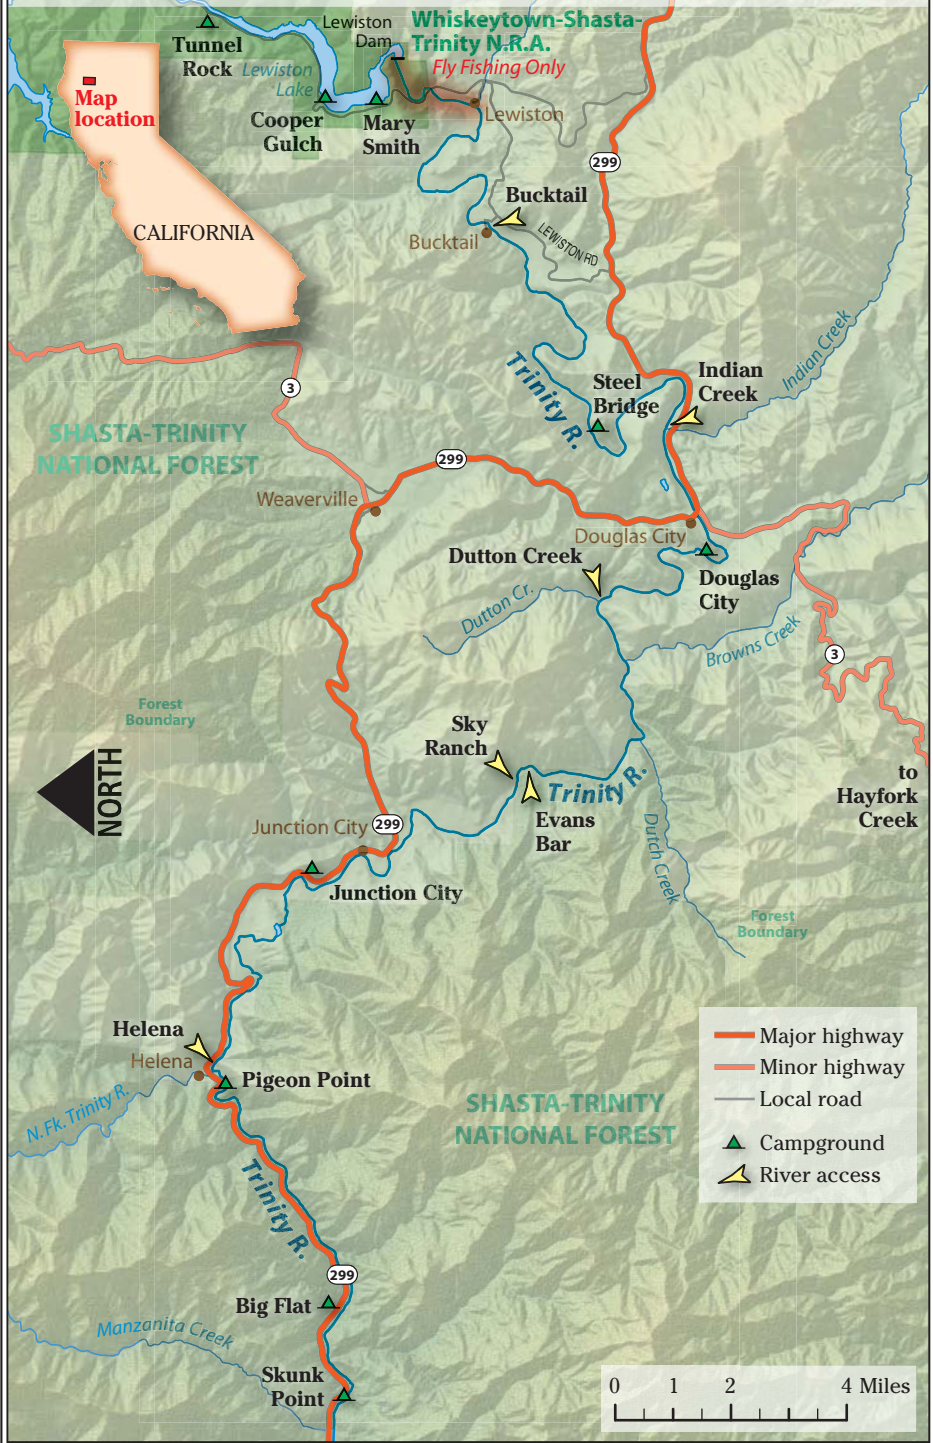 Tunnel
Rock
Lewiston
Lake
Lewiston
Dam
Whiskeytown-Shasta-
Trinity N.R.A.
Fly Fishing Only
Map
location
CALIFORNIA
Cooper
Gulch
Mary
Smith
Lewiston
299
Bucktail
Bucktail
LEWISTON RD
Indian Creek
Trinity R.
Steel
Bridge
Indian
Creek
3
SHASTA-TRINITY
NATIONAL FOREST
299
Weaverville
Douglas City
Dutton Creek
Douglas
City
Dutton Cr.
Browns Creek
3
Forest
Boundary
Sky
Ranch
NORTH
Trinity R.
to
Hayfork
Creek
Evans
Bar
299
Junction City
Dutch Creek
Junction City
Forest
Boundary
Helena
Helena
Pigeon Point
N. Fk. Trinity R.
SHASTA-TRINITY
NATIONAL FOREST
Major highway
Minor highway
Local road
Campground
River access
Trinity R.
299
Big Flat
Manzanita Creek
Skunk
Point
0 1 2 4 Miles